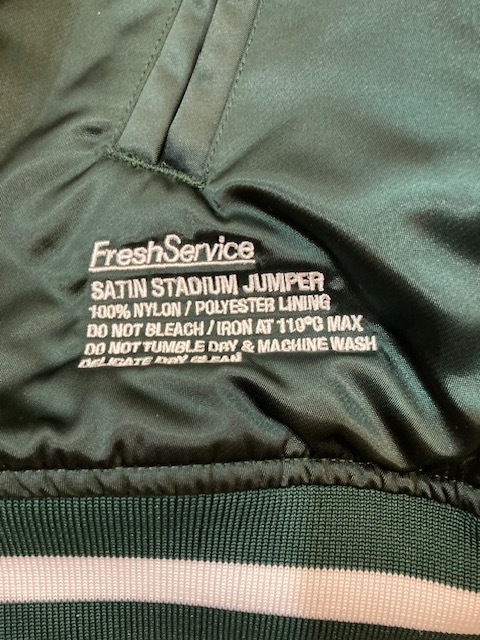 FreshService
SATIN STADIUM JUMPER
100% NYLON / POLYESTER LINING
DO NOT BLEACH / IRON AT 110°C MAX
DO NOT TUMBLE DRY & MACHINE WASH
DELICATE DRY CLEAN